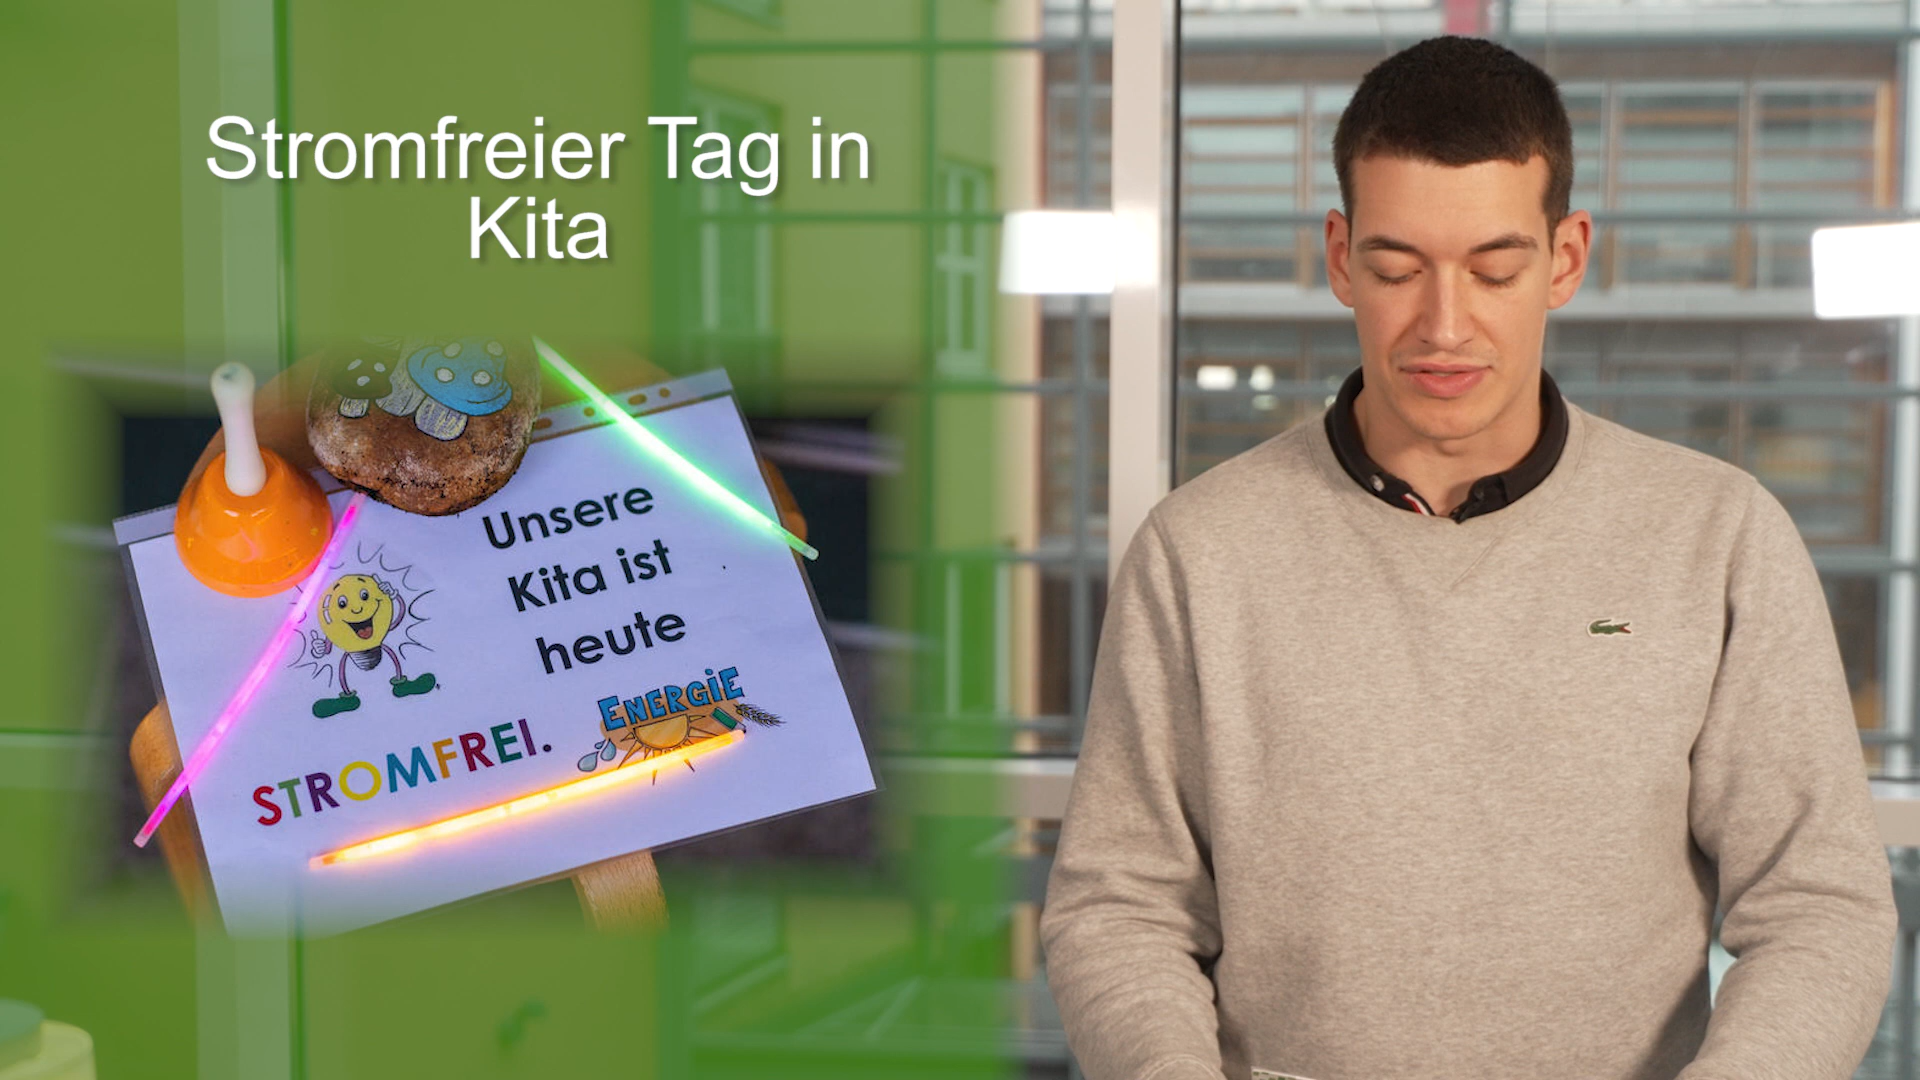 Stromfreier Tag in
Kita
Unsere
Kita ist
heute
STROMFREI.
ENERGiE